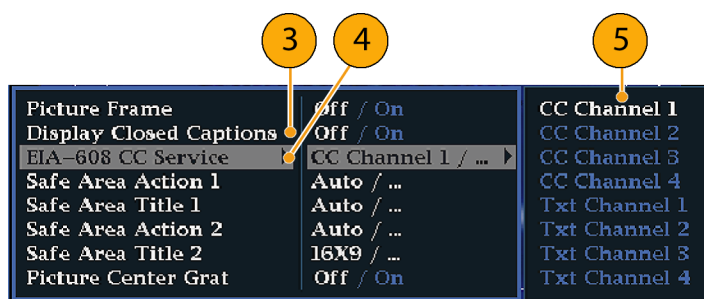 3 4 5
Picture Frame Off / On CC Channel 1
Display Closed Captions Off / On CC Channel 2
EIA-608 CC Service CC Channel 1 / ... CC Channel 3
Safe Area Action 1 Auto / ... CC Channel 4
Safe Area Title 1 Auto / ... Txt Channel 1
Safe Area Action 2 Auto / ... Txt Channel 2
Safe Area Title 2 16X9 / ... Txt Channel 3
Picture Center Grat Off / On Txt Channel 4